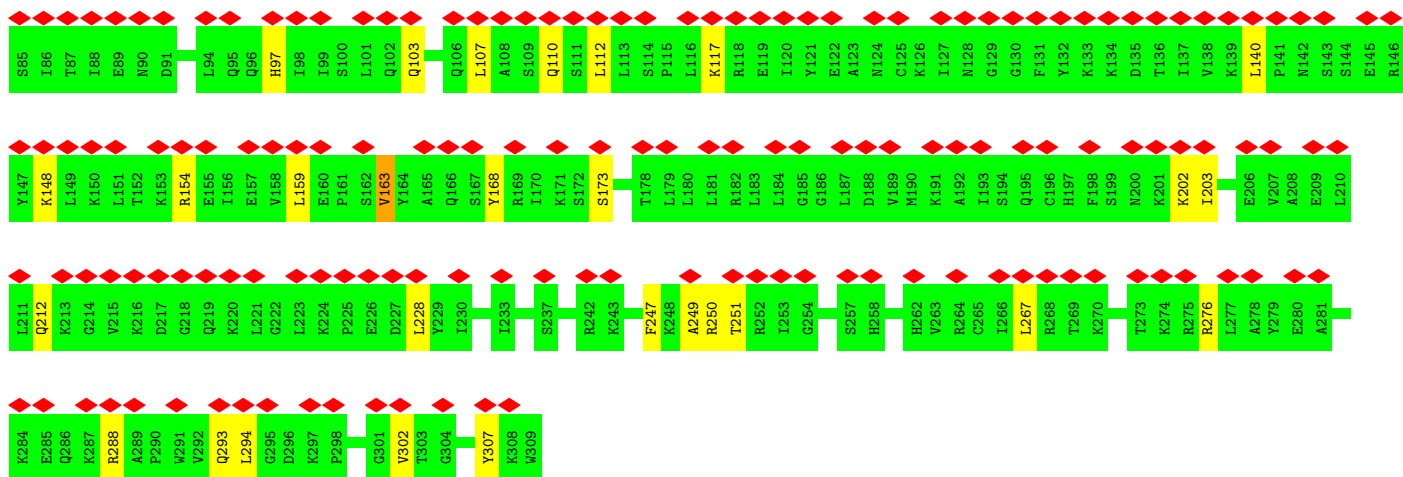 S85 I86 T87 I88 E89 N90 D91 L94 Q95 Q96 H97 I98 I99 S100 L101 Q102 Q103 Q106 L107 A108 S109 Q110 S111 L112 L113 S114 P115 L116 K117 R118 E119 I120 Y121 E122 A123 N124 C125 K126 I127 N128 G129 G130 F131 Y132 K133 K134 D135 T136 I137 V138 K139 L140 P141 N142 S143 S144 E145 R146
Y147 K148 L149 K150 L151 T152 K153 R154 E155 I156 E157 V158 L159 E160 P161 S162 V163 Y164 A165 Q166 S167 Y168 R169 I170 K171 S172 S173 T178 L179 L180 L181 R182 L183 L184 G185 G186 L187 D188 V189 M190 K191 A192 I193 S194 Q195 C196 H197 F198 S199 N200 K201 K202 I203 E206 V207 A208 E209 L210
L211 Q212 K213 G214 V215 K216 D217 G218 Q219 K220 L221 G222 L223 K224 P225 E226 D227 L228 Y229 I230 I233 S237 R242 K243 F247 K248 A249 R250 T251 R252 I253 G254 S257 H258 H262 V263 R264 C265 I266 L267 R268 T269 K270 T273 K274 R275 R276 L277 A278 Y279 E280 A281
K284 E285 Q286 K287 R288 A289 P290 W291 V292 Q293 L294 G295 D296 K297 P298 G301 V302 T303 G304 Y307 K308 W309